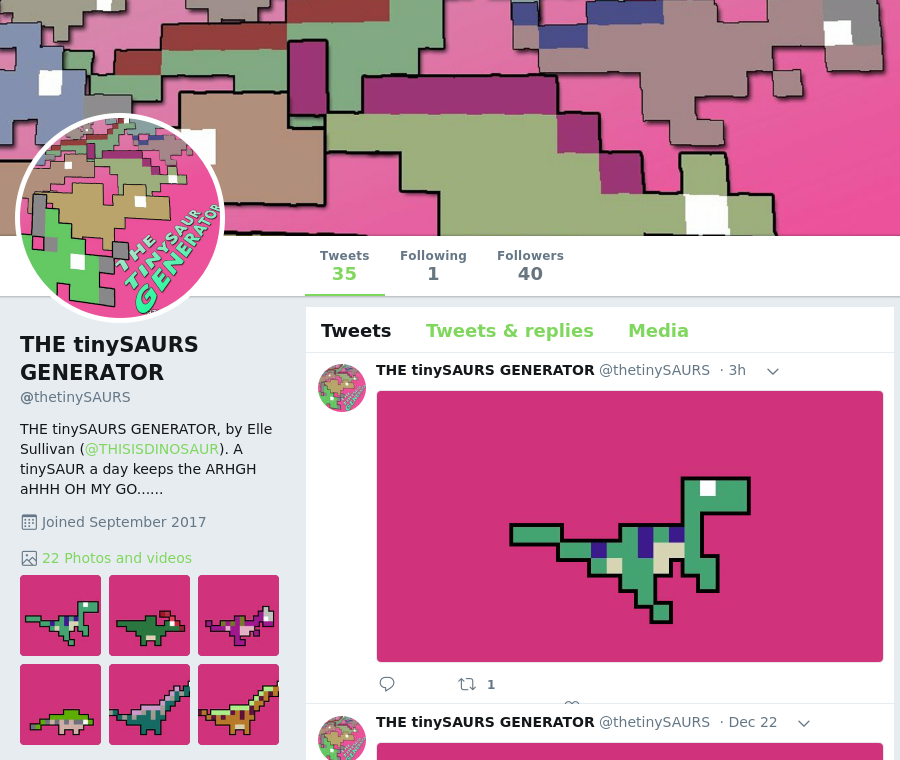 THE
TINYSAUR
GENERATOR
Tweets
35
Following
1
Followers
40
THE tinySAURS
GENERATOR
@thetinySAURS
THE tinySAURS GENERATOR, by Elle
Sullivan (@THISISDINOSAUR). A
tinySAUR a day keeps the ARHGH
aHHH OH MY GO......
Joined September 2017
22 Photos and videos
Tweets Tweets & replies Media
THE tinySAURS GENERATOR @thetinySAURS · 3h
1
THE tinySAURS GENERATOR @thetinySAURS · Dec 22